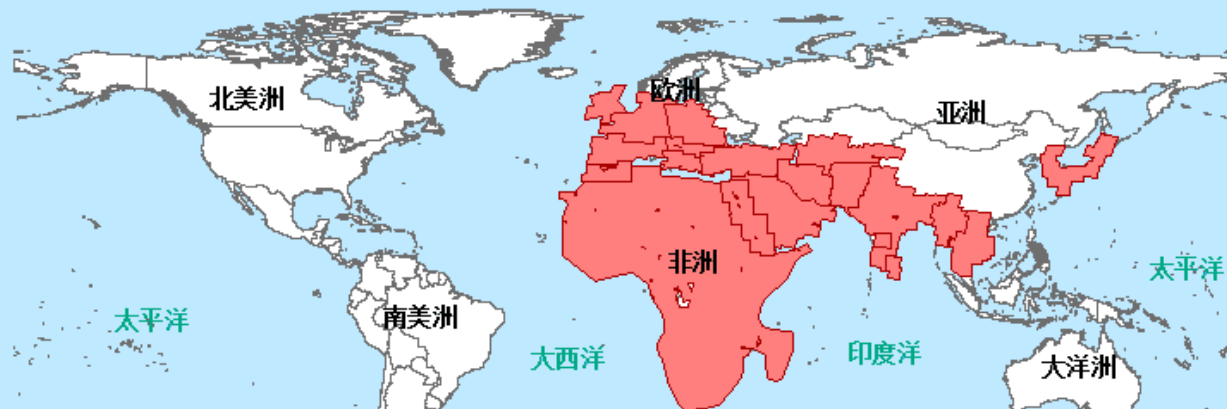 欧洲
北美洲
亚洲
非洲
太平洋
太平洋
南美洲
大西洋
印度洋
大洋洲